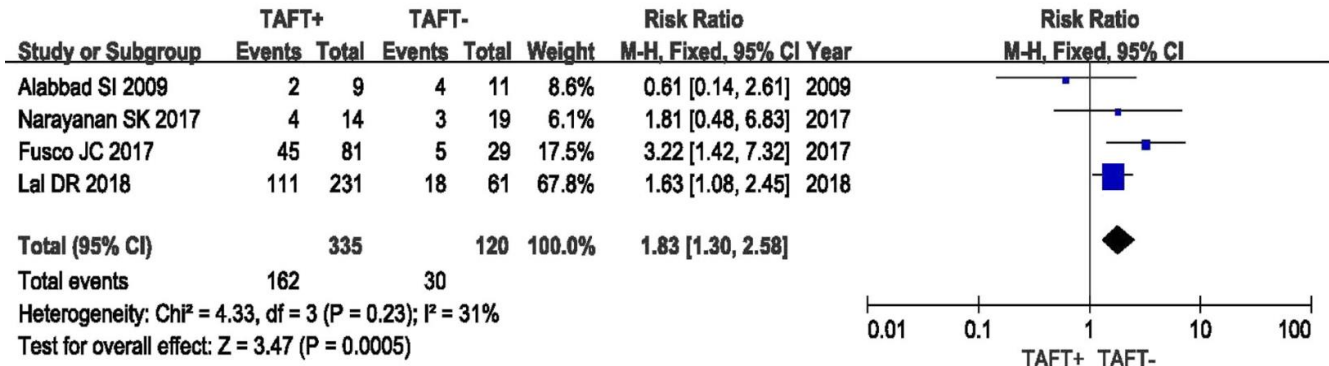 TAFT+ TAFT- Risk Ratio Risk Ratio
Study or Subgroup Events Total Events Total Weight M-H, Fixed, 95% CI Year M-H, Fixed, 95% CI
Alabbad SI 2009 2 9 4 11 8.6% 0.61 [0.14, 2.61] 2009
Narayanan SK 2017 4 14 3 19 6.1% 1.81 [0.48, 6.83] 2017
Fusco JC 2017 45 81 5 29 17.5% 3.22 [1.42, 7.32] 2017
Lal DR 2018 111 231 18 61 67.8% 1.63 [1.08, 2.45] 2018
Total (95% CI) 335 120 100.0% 1.83 [1.30, 2.58]
Total events 162 30
Heterogeneity: Chi² = 4.33, df = 3 (P = 0.23); I² = 31%
Test for overall effect: Z = 3.47 (P = 0.0005)
0.01 0.1 1 10 100
TAFT+ TAFT-